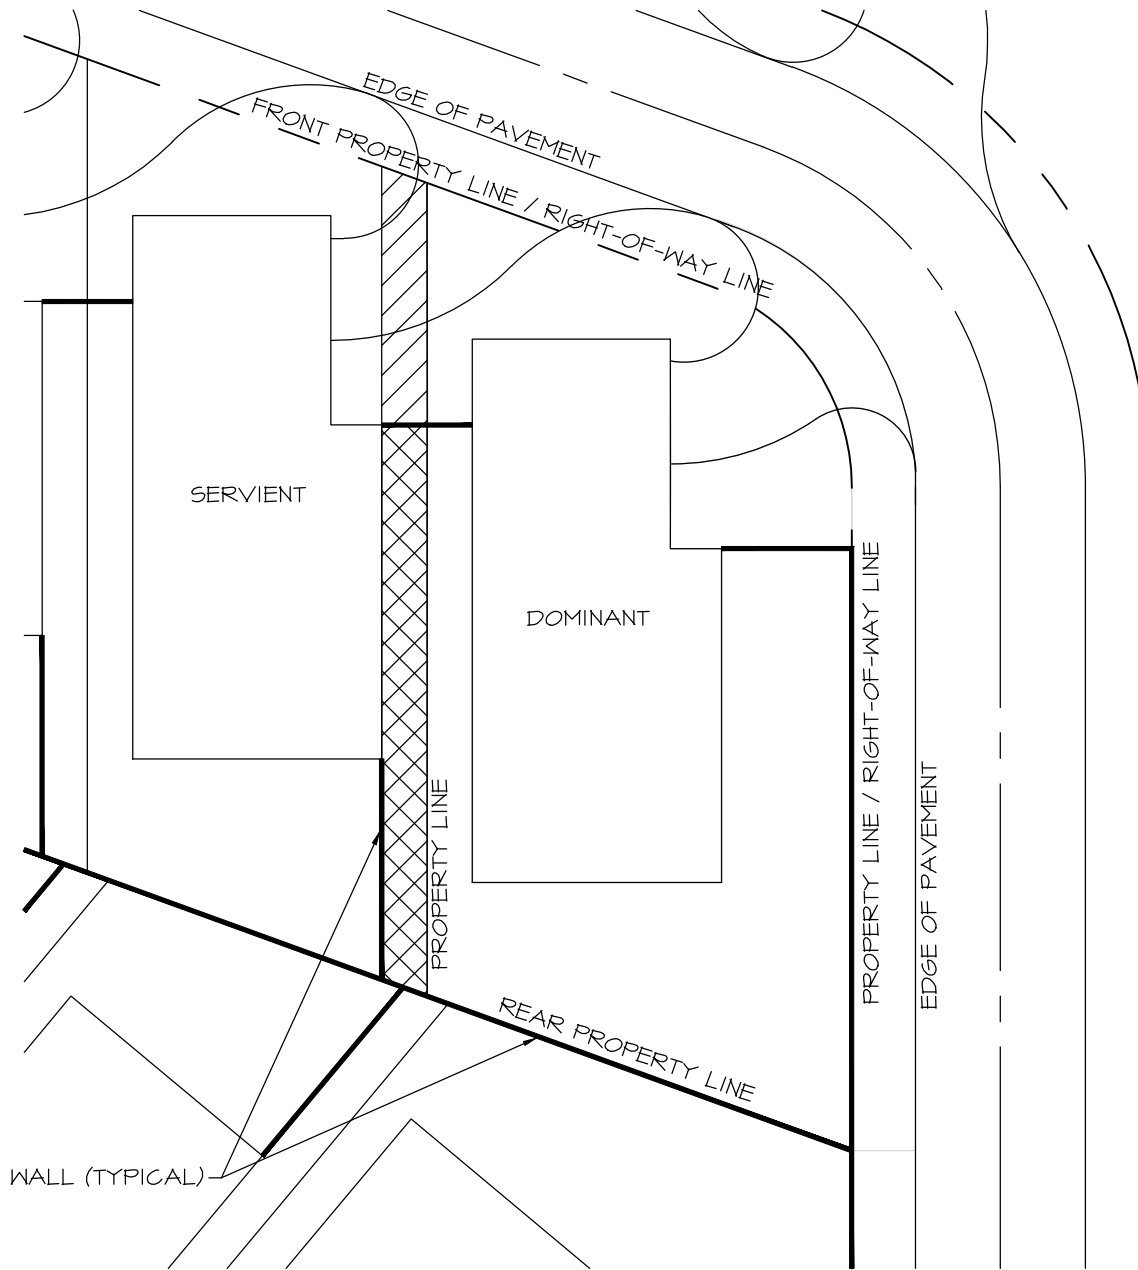 EDGE OF PAVEMENT
FRONT PROPERTY LINE / RIGHT-OF-WAY LINE
SERVIENT
DOMINANT
PROPERTY LINE / RIGHT-OF-WAY LINE
EDGE OF PAVEMENT
PROPERTY LINE
REAR PROPERTY LINE
WALL (TYPICAL)